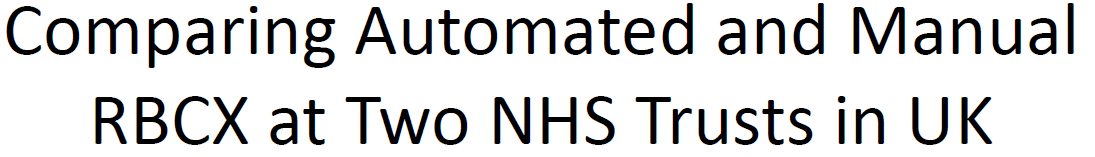 Comparing Automated and Manual
RBCX at Two NHS Trusts in UK